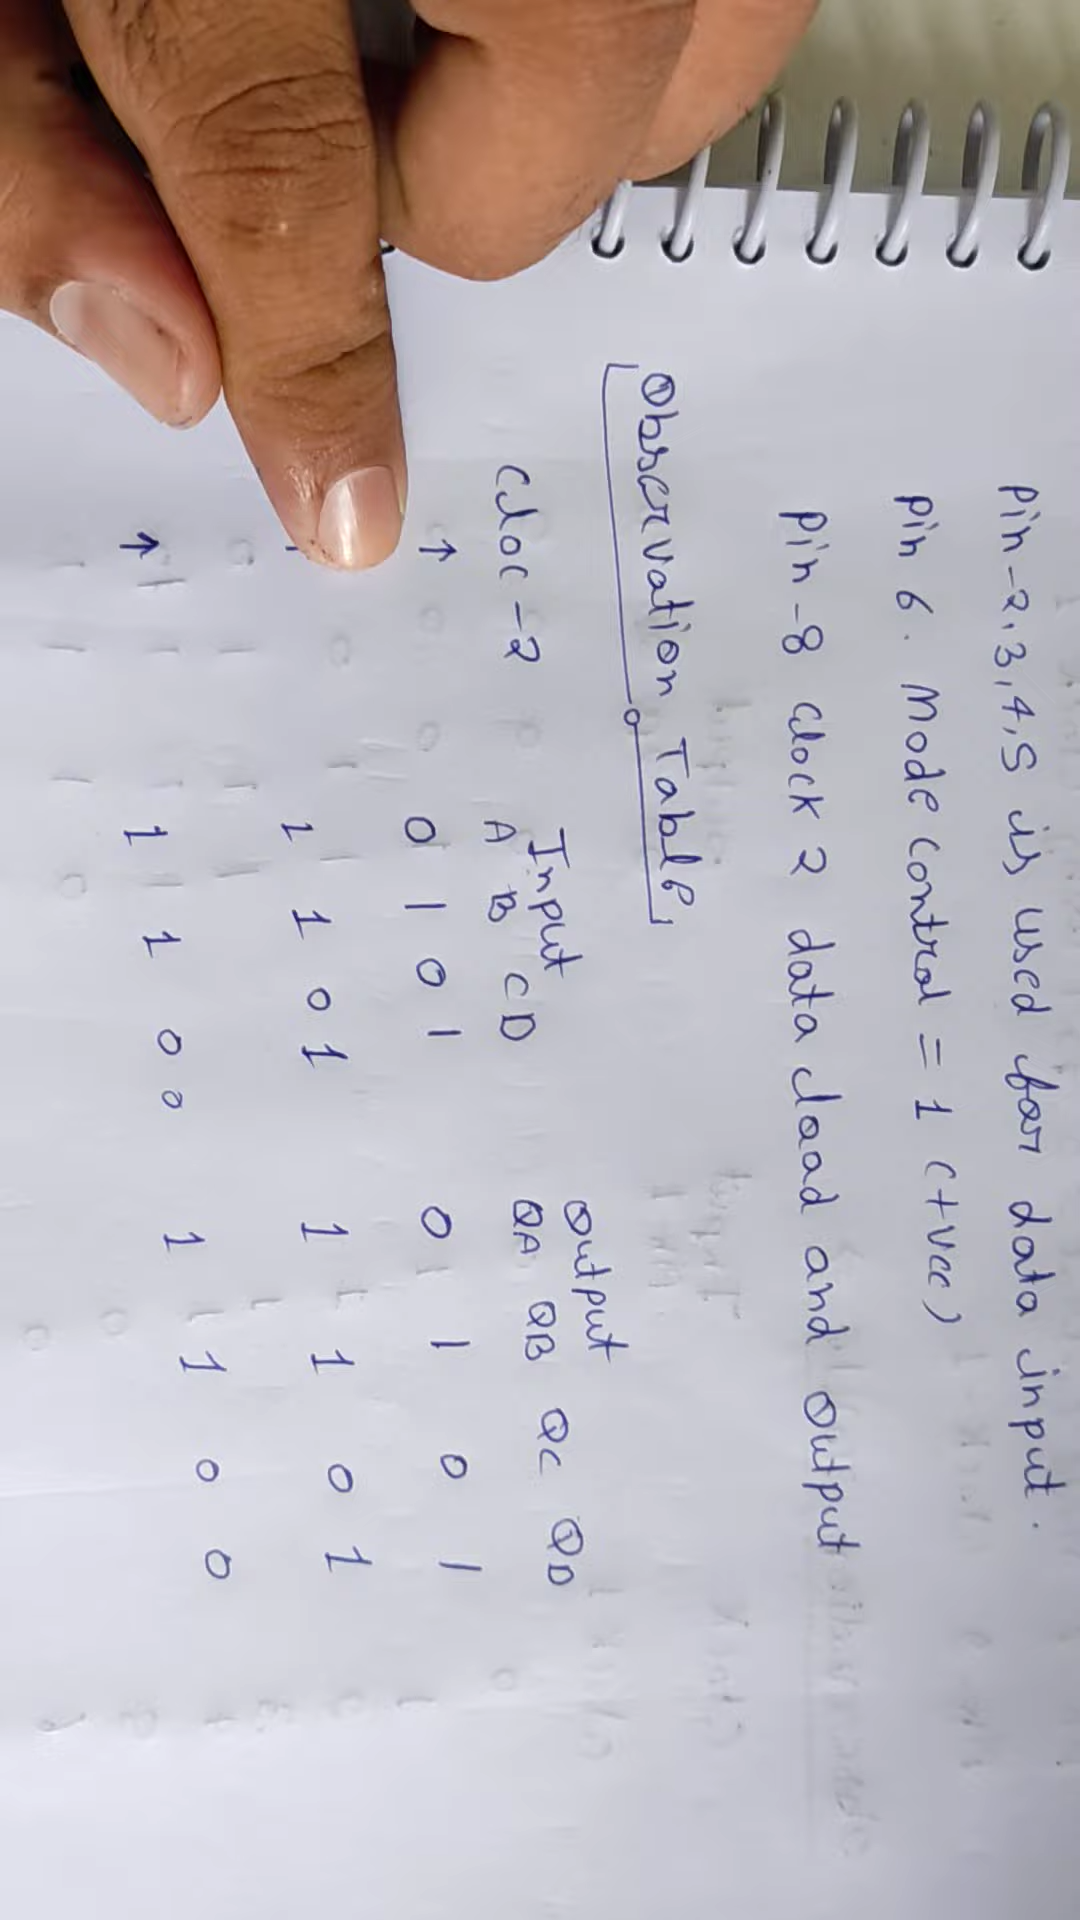 Pin-2,3,4,5 is used for data input.
Pin 6. Mode control = 1 (+Vcc)
Pin-8 clock 2 data load and output
Observation Table
Input Output
Cloc-2 A B C D QA QB QC QD
↑ 0 1 0 1 0 1 0 1
1 1 0 1 1 1 0 1
↑ 1 1 0 0 1 1 0 0